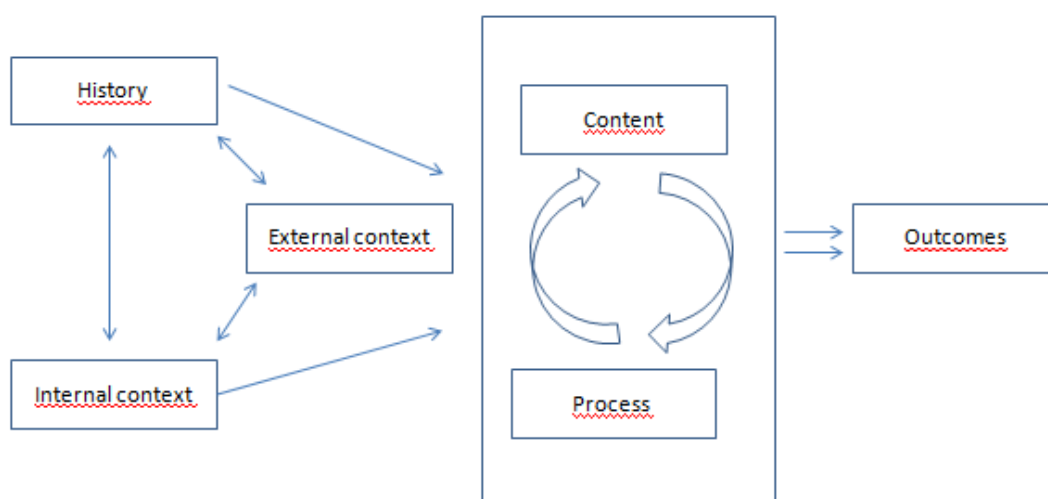 History
Content
External context
Outcomes
Internal context
Process